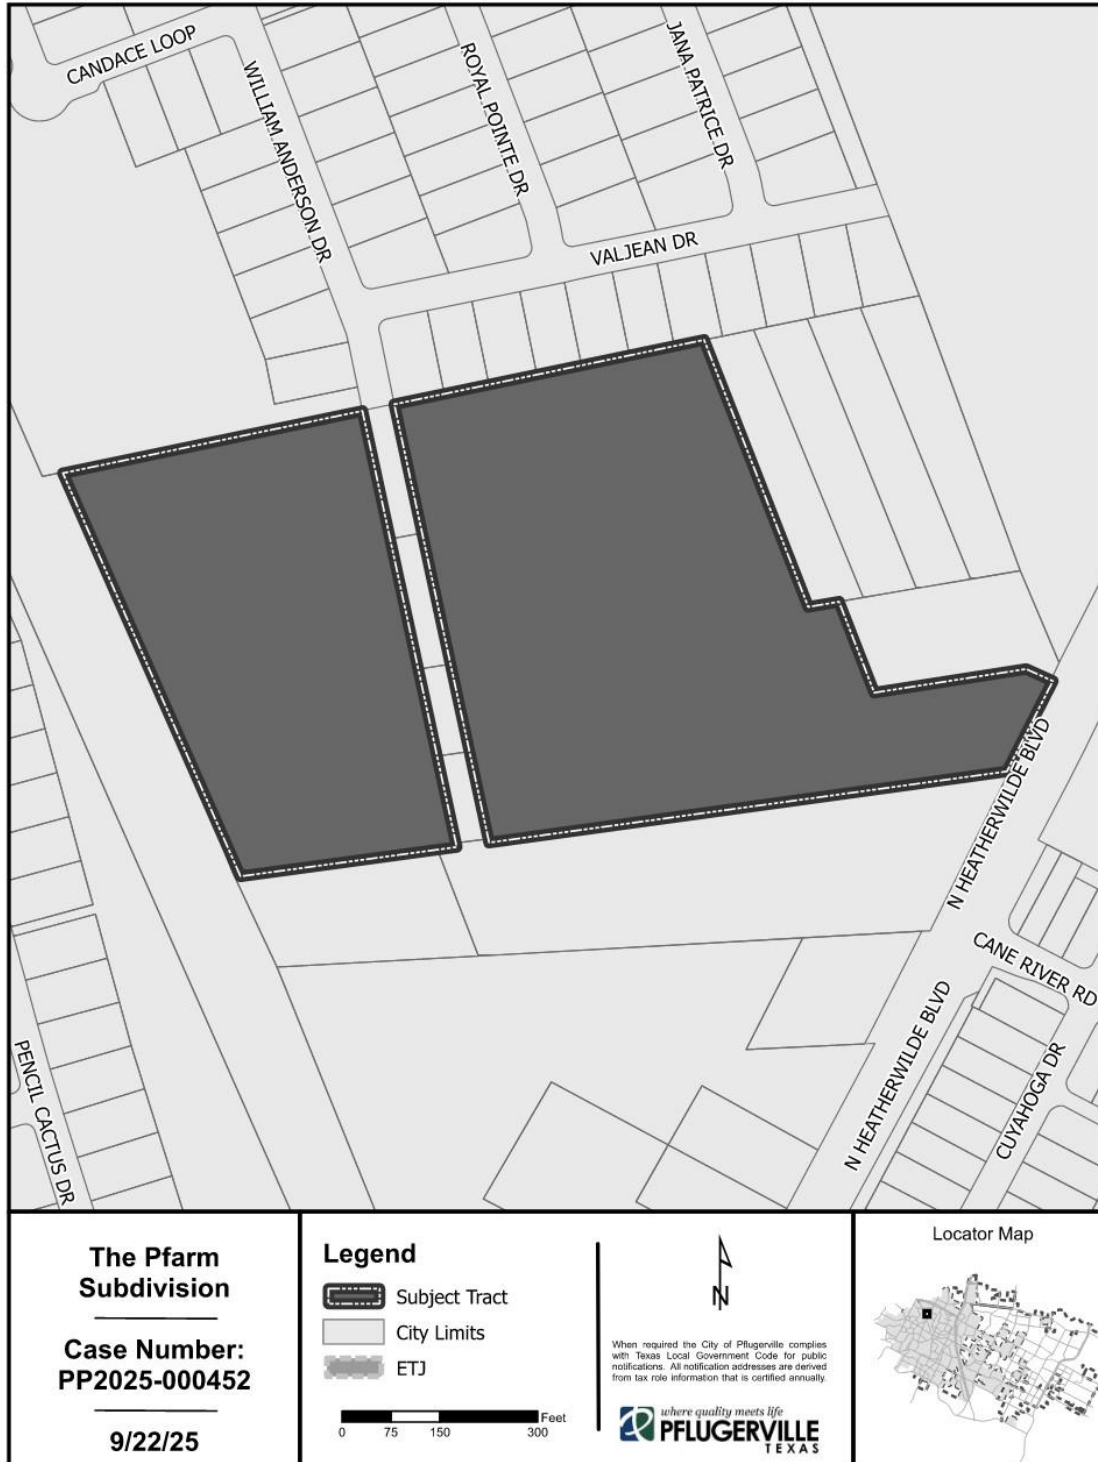 CANDACE LOOP
WILLIAM ANDERSON DR
ROYAL POINTE DR
JANA PATRICE DR
VALJEAN DR
N HEATHERWILDE BLVD
CANE RIVER RD
N HEATHERWILDE BLVD
CUYAHOGA DR
PENCIL CACTUS DR
The Pfarm
Subdivision
Case Number:
PP2025-000452
9/22/25
Legend
Subject Tract
City Limits
ETJ
0 75 150 300 Feet
N
When required the City of Pflugerville complies
with Texas Local Government Code for public
notifications. All notification addresses are derived
from tax role information that is certified annually.
where quality meets life
PFLUGERVILLE
TEXAS
Locator Map